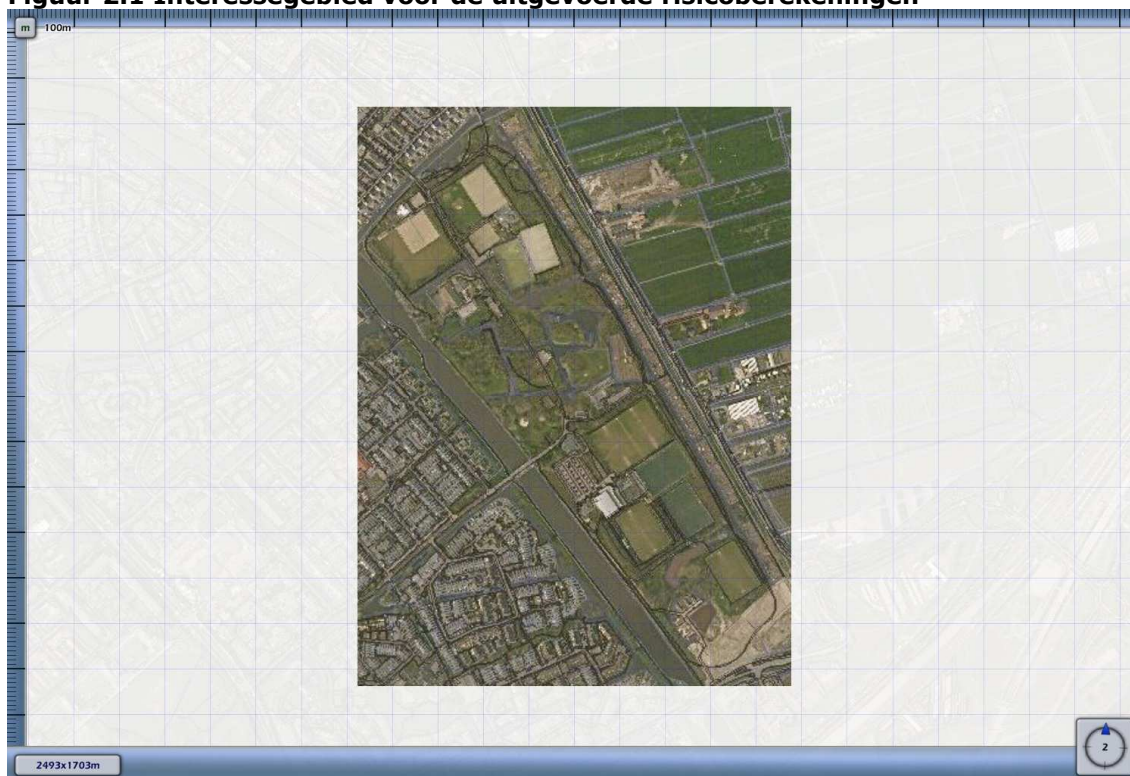 Figuur 2.1 Interessegebied voor de uitgevoerde risicoberekeningen
m
100m
2493x1703m
2